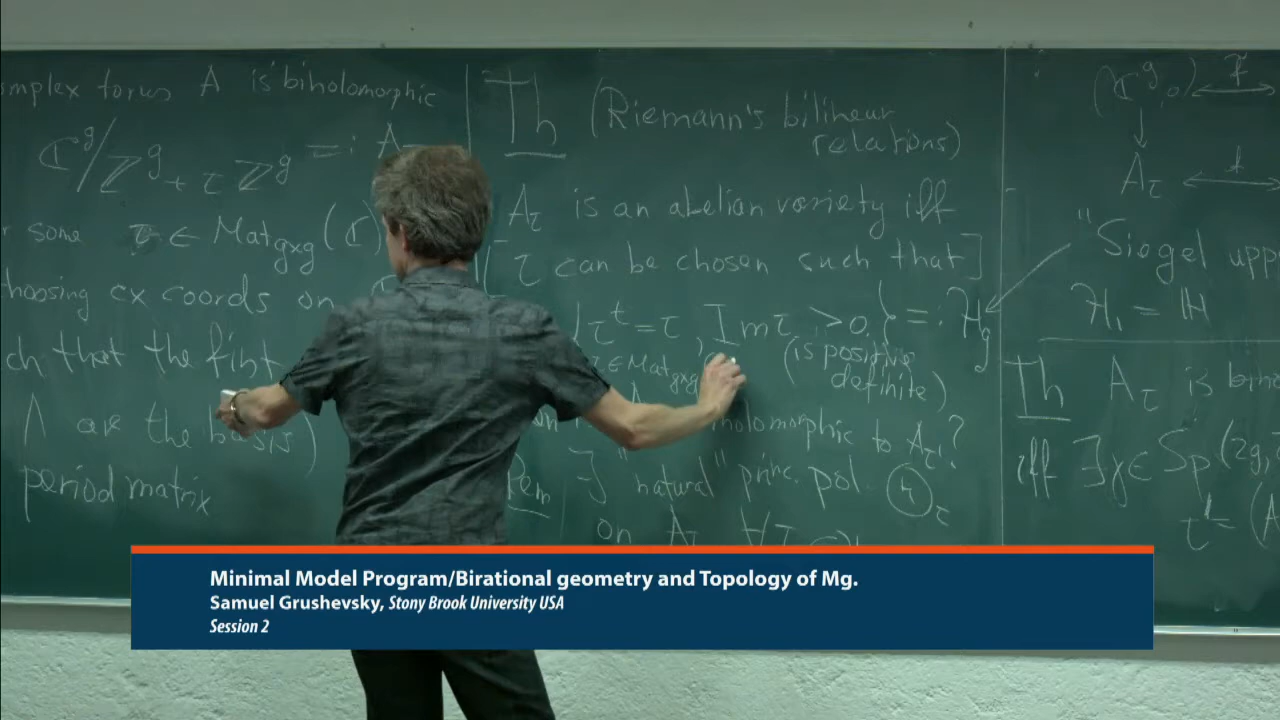 omplex torus A is biholomorphic
ℂ^g/ℤ^g + τ ℤ^g =: A
some τ ∈ Mat_{g×g}(ℂ)
hoosing cx coords on
ch that the first
Λ are the basis)
period matrix
Th (Riemann's bilinear
relations)
A_τ is an abelian variety iff
[τ can be chosen such that]
{τ^t = τ, Im τ > 0} =: ℋ_g
τ ∈ Mat_{g×g} (is positive
definite)
holomorphic to A_τ'?
Rem ∃ "natural" princ. pol. Ⓗ_τ
on A_τ ∀τ
(ℂ^g, 0) ⟷
↓
A_τ ⟷
"Siegel upp
ℋ_1 = ℍ
Th A_τ is biho
iff ∃γ ∈ Sp(2g,
τ' = (A
Minimal Model Program/Birational geometry and Topology of Mg.
Samuel Grushevsky, Stony Brook University USA
Session 2